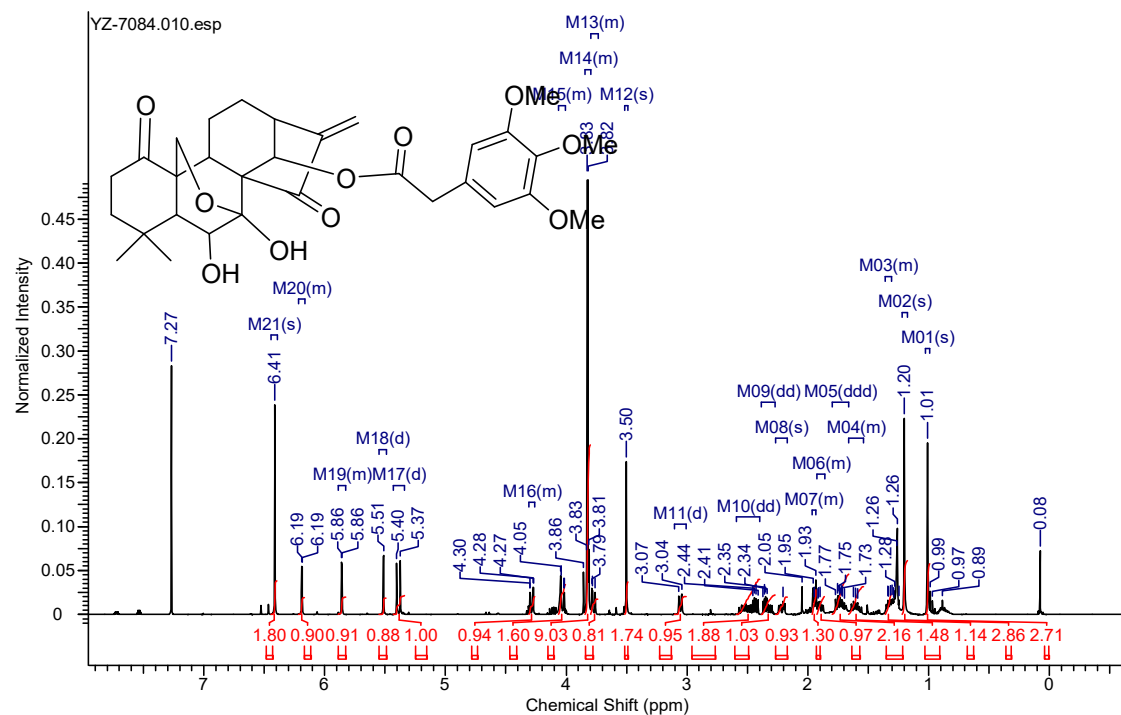 YZ-7084.010.esp
M13(m)
M14(m)
M15(m) M12(s)
O
O
O
O
O
OH
OH
OMe
OMe
OMe
M20(m)
M21(s)
M18(d)
M19(m) M17(d)
M16(m)
M11(d)
M09(dd) M05(ddd)
M08(s) M04(m)
M10(dd) M06(m)
M07(m)
M03(m)
M02(s)
M01(s)
7.27
6.41
6.19
6.19
5.86
5.86
5.51
5.40
5.37
4.30
4.28
4.27
4.05
3.86
3.83
3.83
3.82
3.81
3.79
3.50
3.07
3.04
2.44
2.41
2.35
2.34
2.05
1.95
1.93
1.77
1.75
1.73
1.28
1.26
1.26
1.20
1.01
0.99
0.97
0.89
0.08
Normalized Intensity
0.45
0.40
0.35
0.30
0.25
0.20
0.15
0.10
0.05
0
1.80 0.90 0.91 0.88 1.00 0.94 1.60 9.03 0.81 1.74 0.95 1.88 1.03 0.93 1.30 0.97 2.16 1.48 1.14 2.86 2.71
7 6 5 4 3 2 1 0
Chemical Shift (ppm)